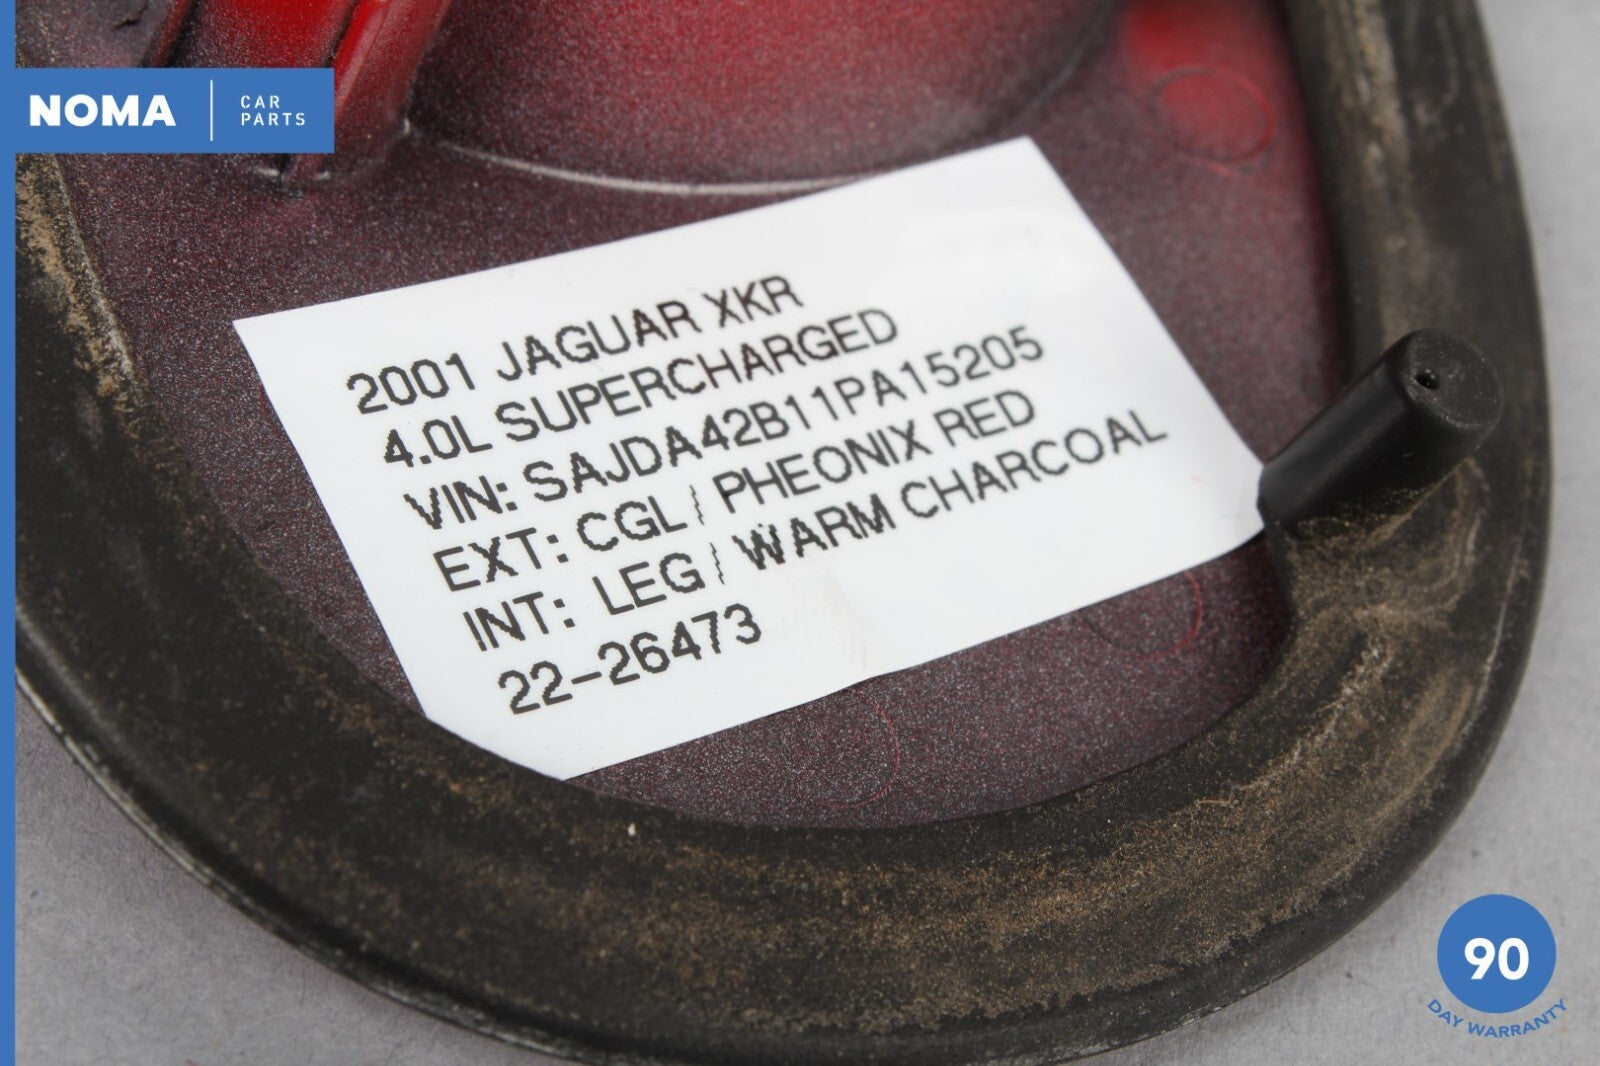 NOMA
CAR
PARTS
2001 JAGUAR XKR
4.0L SUPERCHARGED
VIN: SAJDA42B11PA15205
EXT: CGL / PHEONIX RED
INT: LEG / WARM CHARCOAL
22-26473
90
DAY WARRANTY